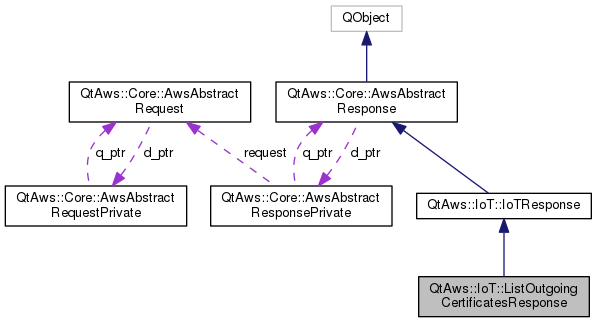 QObject
QtAws::Core::AwsAbstract
Request
QtAws::Core::AwsAbstract
Response
q_ptr
d_ptr
request
q_ptr
d_ptr
QtAws::Core::AwsAbstract
RequestPrivate
QtAws::Core::AwsAbstract
ResponsePrivate
QtAws::IoT::IoTResponse
QtAws::IoT::ListOutgoing
CertificatesResponse